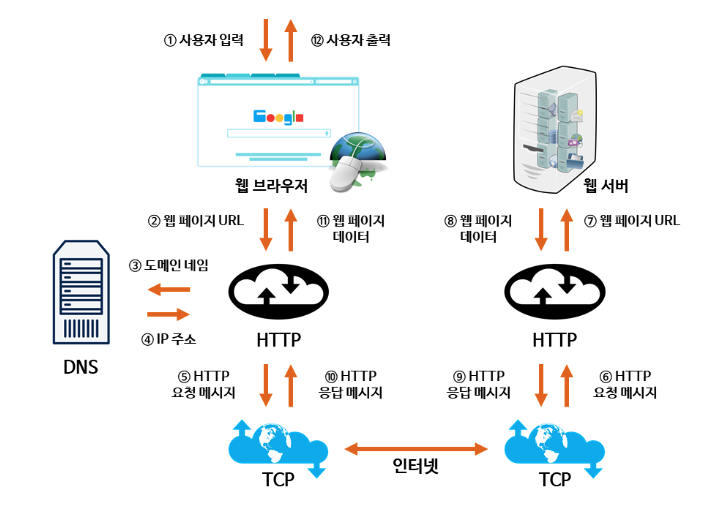 ① 사용자 입력
⑫ 사용자 출력
Google
웹 브라우저
웹 서버
② 웹 페이지 URL
⑪ 웹 페이지
데이터
⑧ 웹 페이지
데이터
⑦ 웹 페이지 URL
③ 도메인 네임
④ IP 주소
DNS
HTTP
HTTP
⑤ HTTP
요청 메시지
⑩ HTTP
응답 메시지
⑨ HTTP
응답 메시지
⑥ HTTP
요청 메시지
인터넷
TCP
TCP